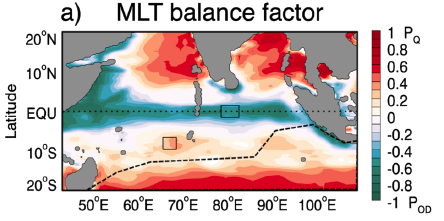 a) MLT balance factor
20°N
10°N
EQU
10°S
20°S
Latitude
50°E 60°E 70°E 80°E 90°E 100°E
1 P_Q
0.8
0.6
0.4
0.2
0
-0.2
-0.4
-0.6
-0.8
-1 P_OD